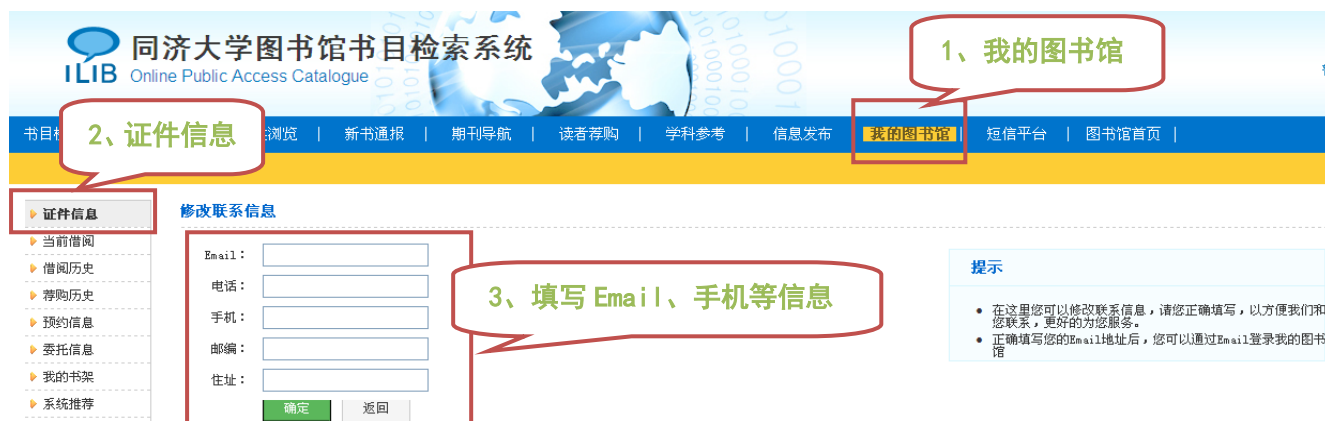 同济大学图书馆书目检索系统
ILIB Online Public Access Catalogue
1、我的图书馆
2、证件信息
书目 浏览 | 新书通报 | 期刊导航 | 读者荐购 | 学科参考 | 信息发布 我的图书馆 | 短信平台 | 图书馆首页 |
证件信息
当前借阅
借阅历史
荐购历史
预约信息
委托信息
我的书架
系统推荐
修改联系信息
Email：
电话：
手机：
邮编：
住址：
确定 返回
3、填写 Email、手机等信息
提示
在这里您可以修改联系信息，请您正确填写，以方便我们和
您联系，更好的为您服务。
正确填写您的Email地址后，您可以通过Email登录我的图书
馆